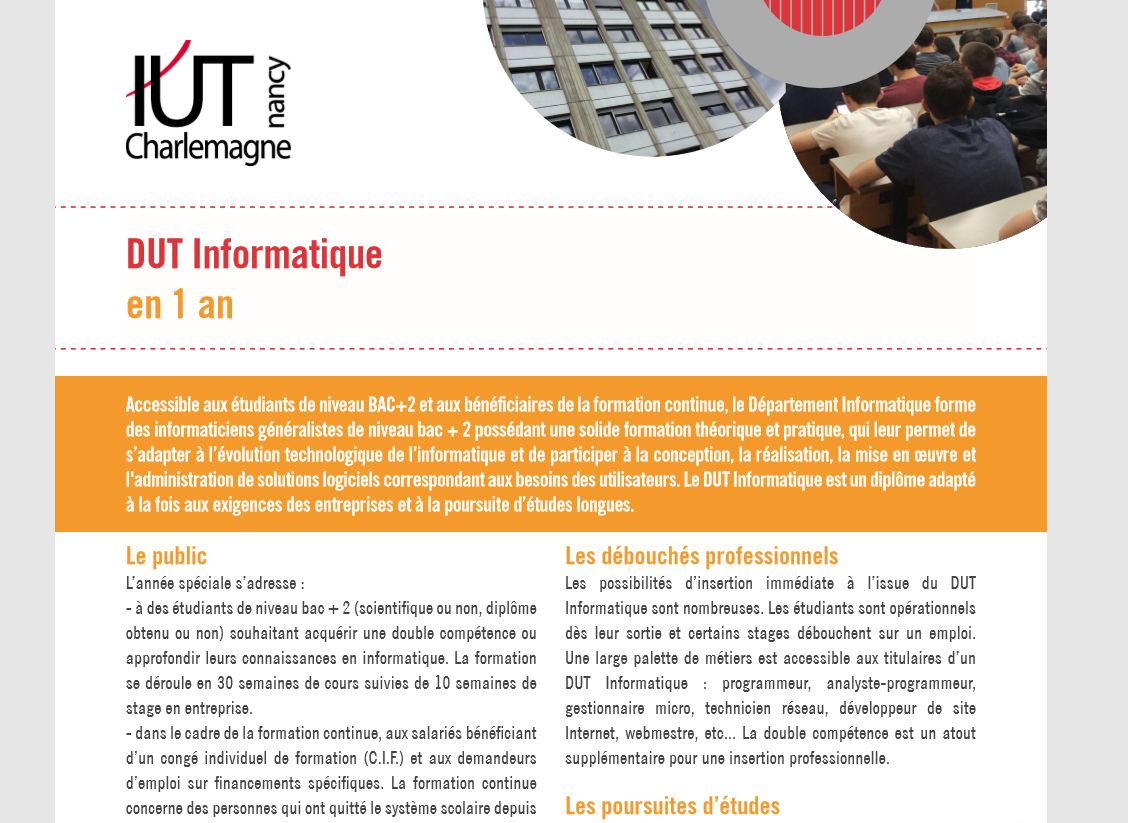 IUT nancy
Charlemagne
DUT Informatique
en 1 an
Accessible aux étudiants de niveau BAC+2 et aux bénéficiaires de la formation continue, le Département Informatique forme
des informaticiens généralistes de niveau bac + 2 possédant une solide formation théorique et pratique, qui leur permet de
s'adapter à l'évolution technologique de l'informatique et de participer à la conception, la réalisation, la mise en œuvre et
l'administration de solutions logiciels correspondant aux besoins des utilisateurs. Le DUT Informatique est un diplôme adapté
à la fois aux exigences des entreprises et à la poursuite d'études longues.
Le public
L'année spéciale s'adresse :
- à des étudiants de niveau bac + 2 (scientifique ou non, diplôme
obtenu ou non) souhaitant acquérir une double compétence ou
approfondir leurs connaissances en informatique. La formation
se déroule en 30 semaines de cours suivies de 10 semaines de
stage en entreprise.
- dans le cadre de la formation continue, aux salariés bénéficiant
d'un congé individuel de formation (C.I.F.) et aux demandeurs
d'emploi sur financements spécifiques. La formation continue
concerne des personnes qui ont quitté le système scolaire depuis
Les débouchés professionnels
Les possibilités d'insertion immédiate à l'issue du DUT
Informatique sont nombreuses. Les étudiants sont opérationnels
dès leur sortie et certains stages débouchent sur un emploi.
Une large palette de métiers est accessible aux titulaires d'un
DUT Informatique : programmeur, analyste-programmeur,
gestionnaire micro, technicien réseau, développeur de site
Internet, webmestre, etc... La double compétence est un atout
supplémentaire pour une insertion professionnelle.
Les poursuites d'études